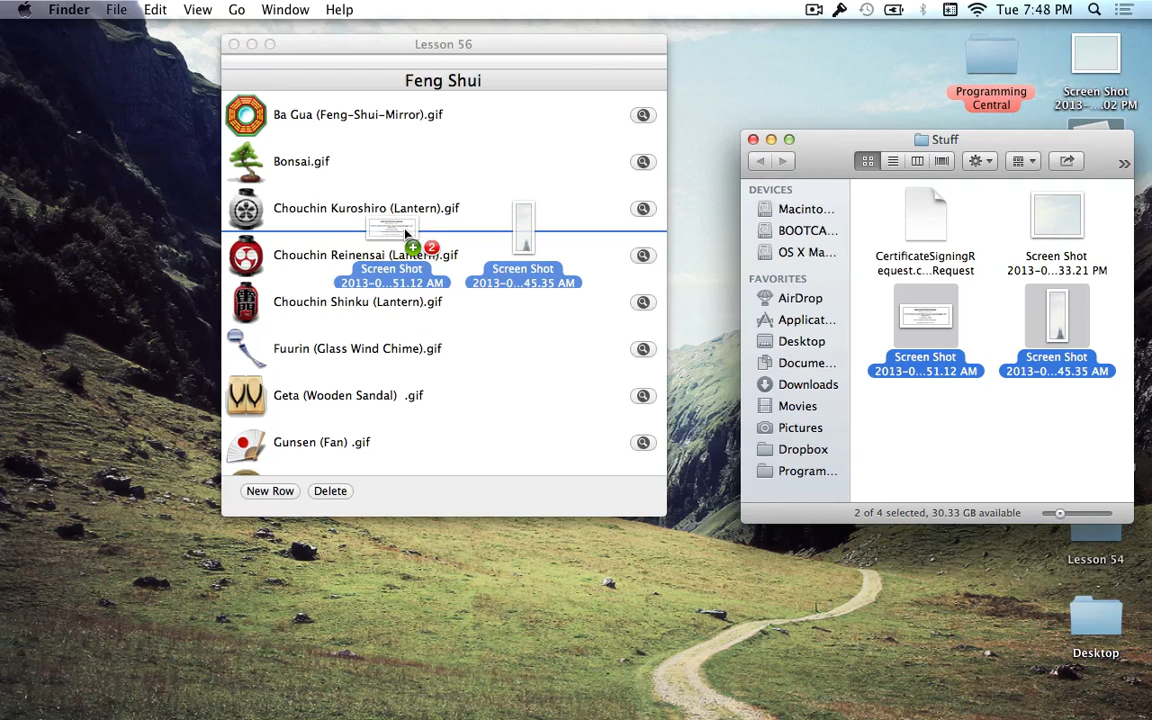 Finder File Edit View Go Window Help Tue 7:48 PM
Lesson 56
Feng Shui
Ba Gua (Feng-Shui-Mirror).gif
Bonsai.gif
Chouchin Kuroshiro (Lantern).gif
Chouchin Reinensai (Lantern).gif
2
Screen Shot
2013-0...51.12 AM
Screen Shot
2013-0...45.35 AM
Chouchin Shinku (Lantern).gif
Fuurin (Glass Wind Chime).gif
Geta (Wooden Sandal)  .gif
Gunsen (Fan) .gif
New Row Delete
Programming
Central
Screen Shot
2013-....02 PM
Stuff
DEVICES
Macinto...
BOOTCA...
OS X Ma...
FAVORITES
AirDrop
Applicat...
Desktop
Docume...
Downloads
Movies
Pictures
Dropbox
Program...
CertificateSigningR
equest.c...Request
Screen Shot
2013-0...33.21 PM
Screen Shot
2013-0...51.12 AM
Screen Shot
2013-0...45.35 AM
2 of 4 selected, 30.33 GB available
Lesson 54
Desktop